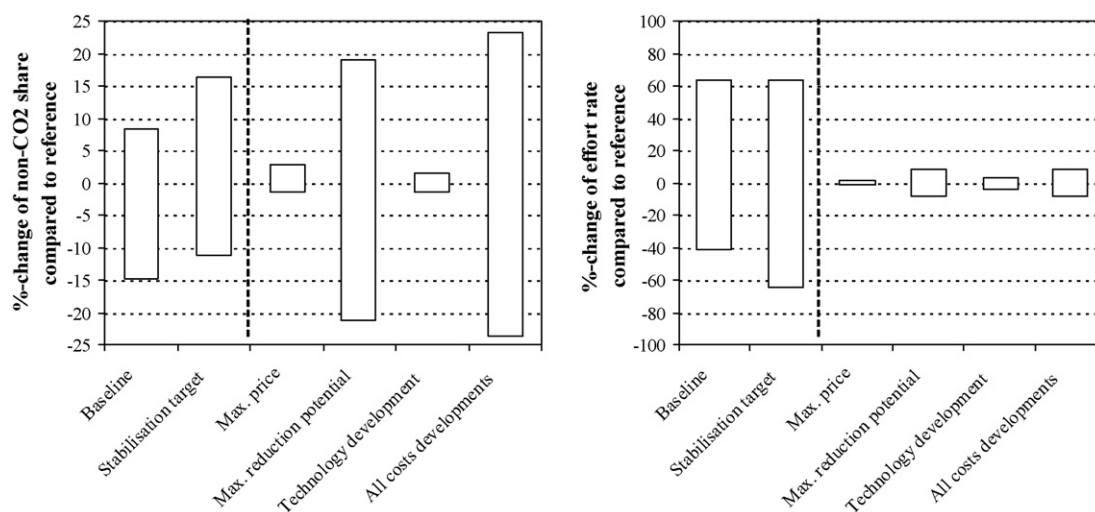 %-change of non-CO2 share
compared to reference
25
20
15
10
5
0
-5
-10
-15
-20
-25
Baseline
Stabilisation target
Max. price
Max. reduction potential
Technology development
All costs developments
%-change of effort rate
compared to reference
100
80
60
40
20
0
-20
-40
-60
-80
-100
Baseline
Stabilisation target
Max. price
Max. reduction potential
Technology development
All costs developments